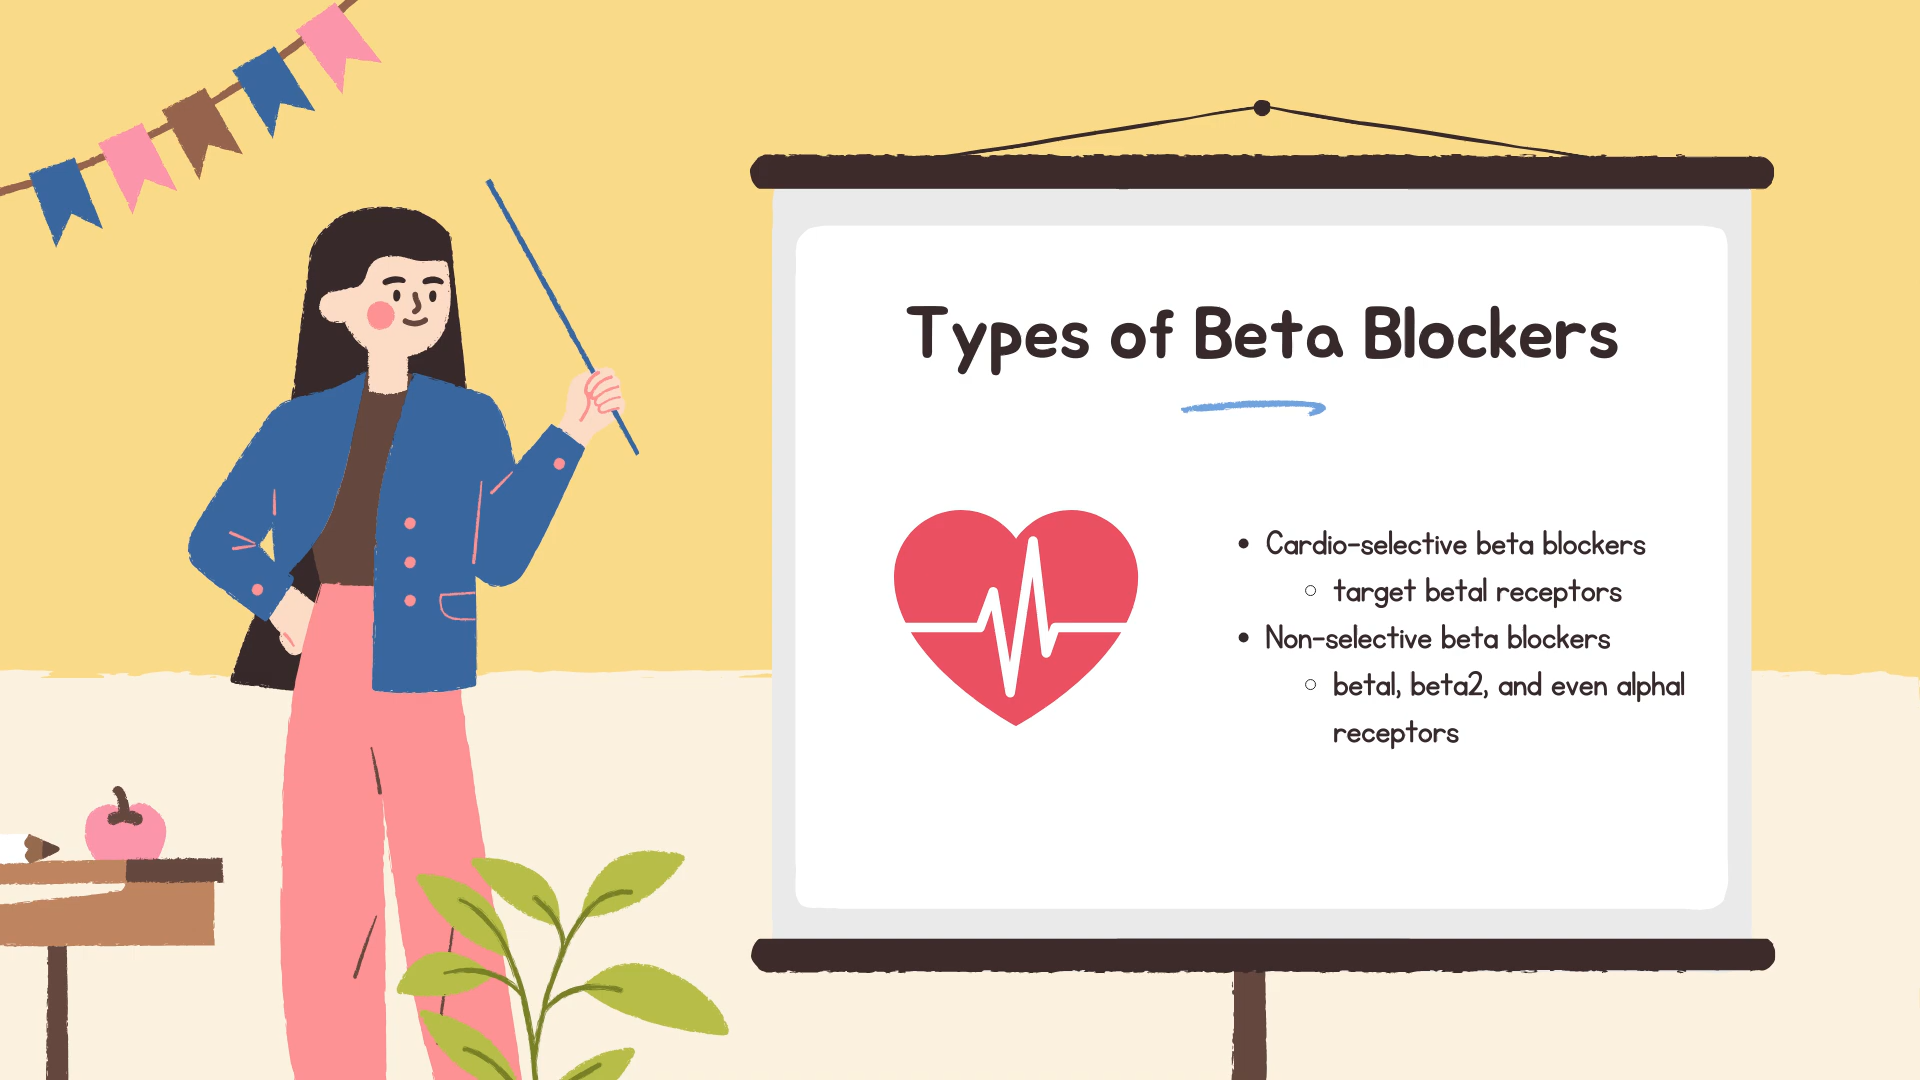 Types of Beta Blockers
• Cardio-selective beta blockers
○ target beta1 receptors
• Non-selective beta blockers
○ beta1, beta2, and even alpha1
receptors